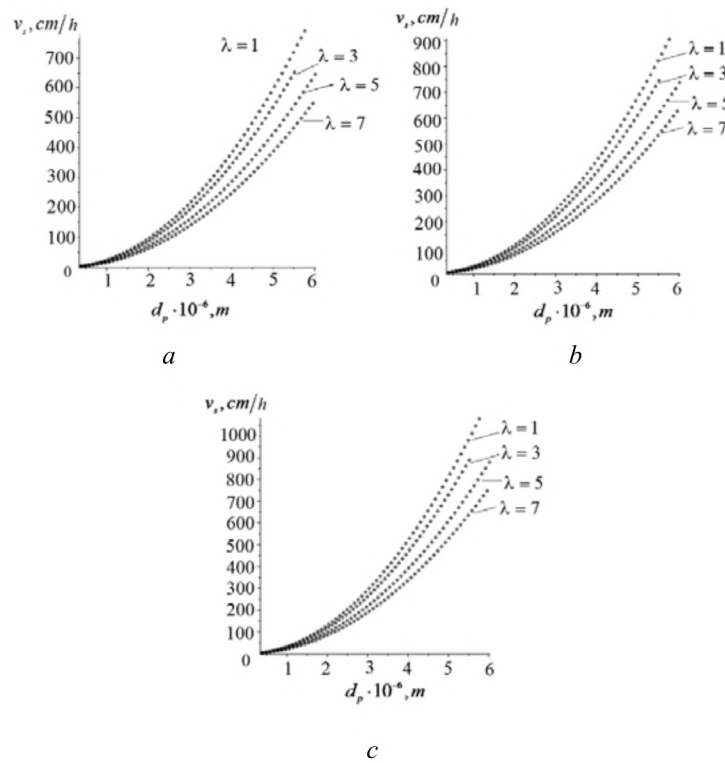 v_s, cm/h
700
600
500
400
300
200
100
0
1 2 3 4 5 6
d_p · 10⁻⁶, m
λ = 1
λ = 3
λ = 5
λ = 7
a
v_s, cm/h
900
800
700
600
500
400
300
200
100
0
1 2 3 4 5 6
d_p · 10⁻⁶, m
λ = 1
λ = 3
λ = 5
λ = 7
b
v_s, cm/h
1000
900
800
700
600
500
400
300
200
100
0
1 2 3 4 5 6
d_p · 10⁻⁶, m
λ = 1
λ = 3
λ = 5
λ = 7
c